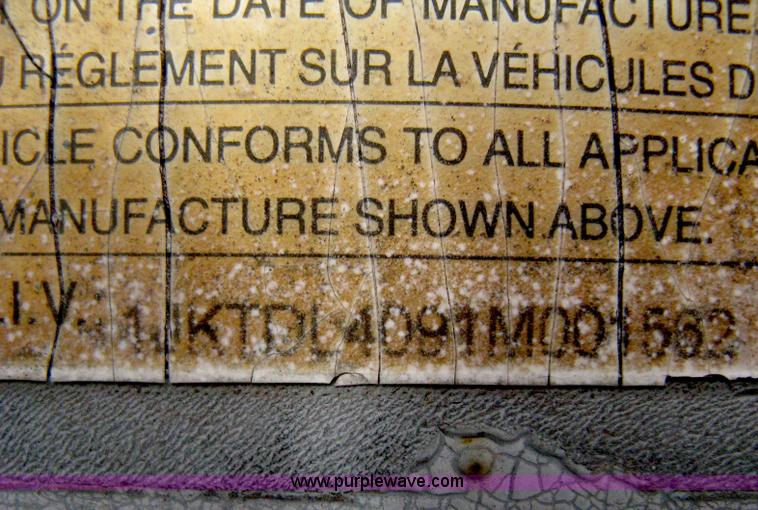 ON THE DATE OF MANUFACTURE.
RÉGLEMENT SUR LA VÉHICULES D
ICLE CONFORMS TO ALL APPLICA
MANUFACTURE SHOWN ABOVE.
.I.V.: 1JKTDL4091M001562
www.purplewave.com